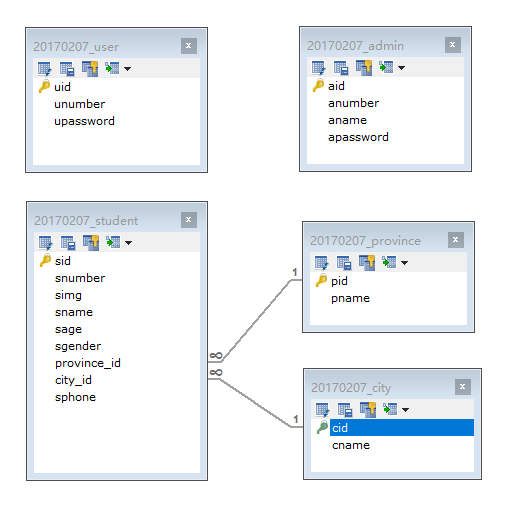 20170207_user
uid
unumber
upassword
20170207_admin
aid
anumber
aname
apassword
20170207_student
sid
snumber
simg
sname
sage
sgender
province_id
city_id
sphone
20170207_province
pid
pname
20170207_city
cid
cname
1
∞
∞
1